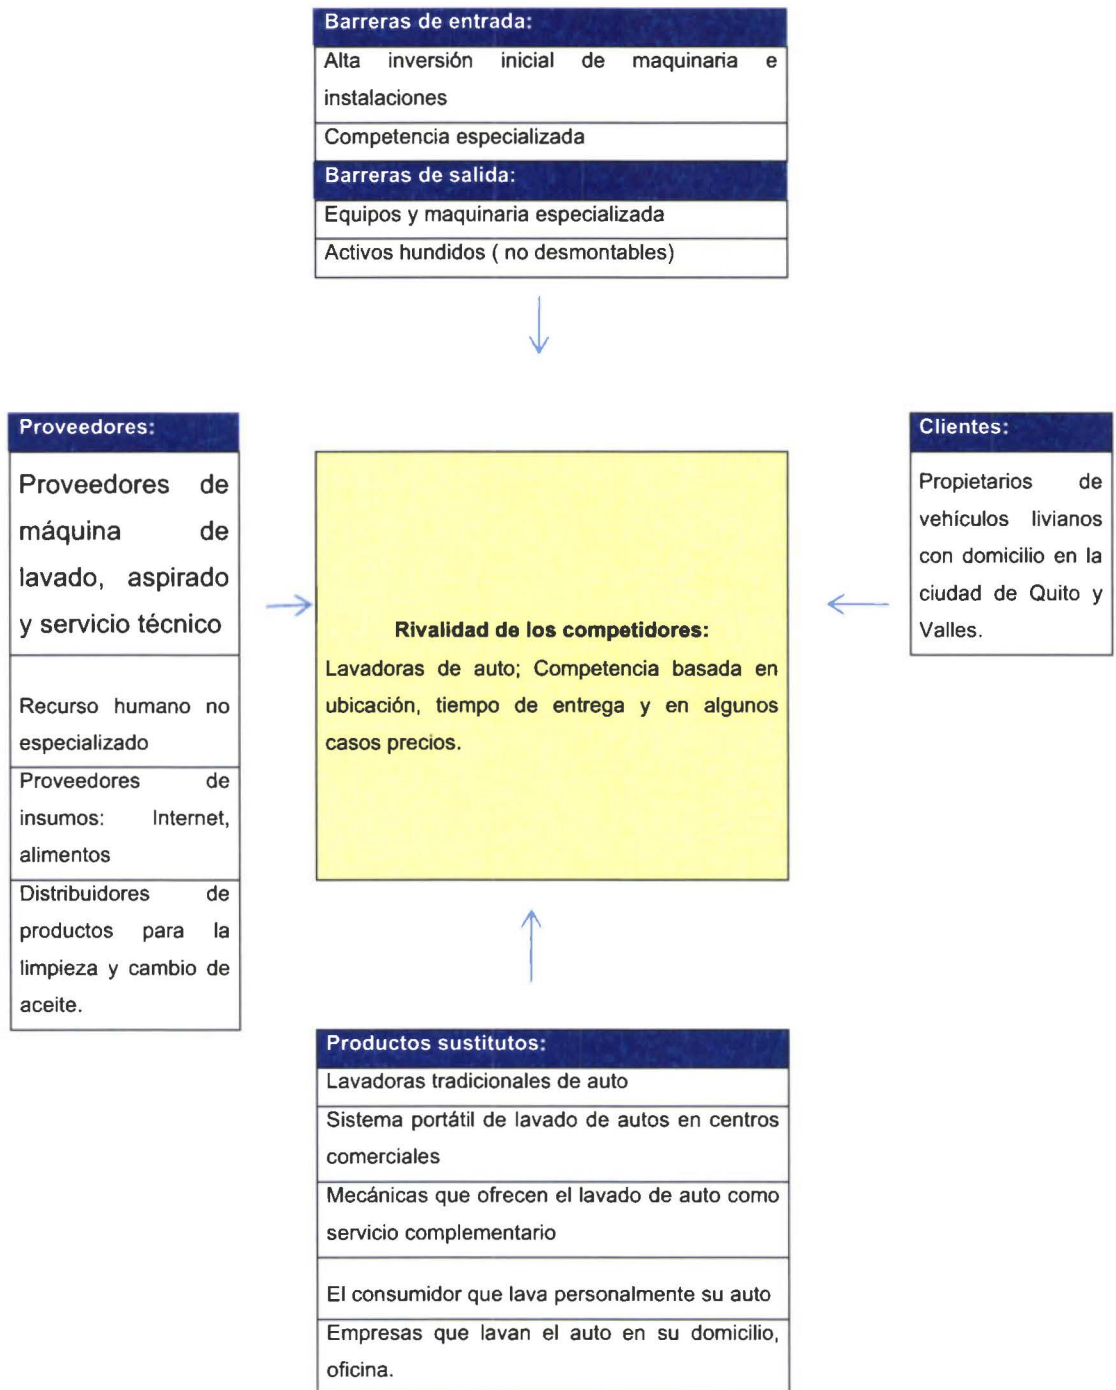 Barreras de entrada:
Alta inversión inicial de maquinaria e
instalaciones
Competencia especializada
Barreras de salida:
Equipos y maquinaria especializada
Activos hundidos ( no desmontables)
Proveedores:
Proveedores de
máquina de
lavado, aspirado
y servicio técnico
Recurso humano no
especializado
Proveedores de
insumos: Internet,
alimentos
Distribuidores de
productos para la
limpieza y cambio de
aceite.
Rivalidad de los competidores:
Lavadoras de auto; Competencia basada en
ubicación, tiempo de entrega y en algunos
casos precios.
Clientes:
Propietarios de
vehículos livianos
con domicilio en la
ciudad de Quito y
Valles.
Productos sustitutos:
Lavadoras tradicionales de auto
Sistema portátil de lavado de autos en centros
comerciales
Mecánicas que ofrecen el lavado de auto como
servicio complementario
El consumidor que lava personalmente su auto
Empresas que lavan el auto en su domicilio,
oficina.